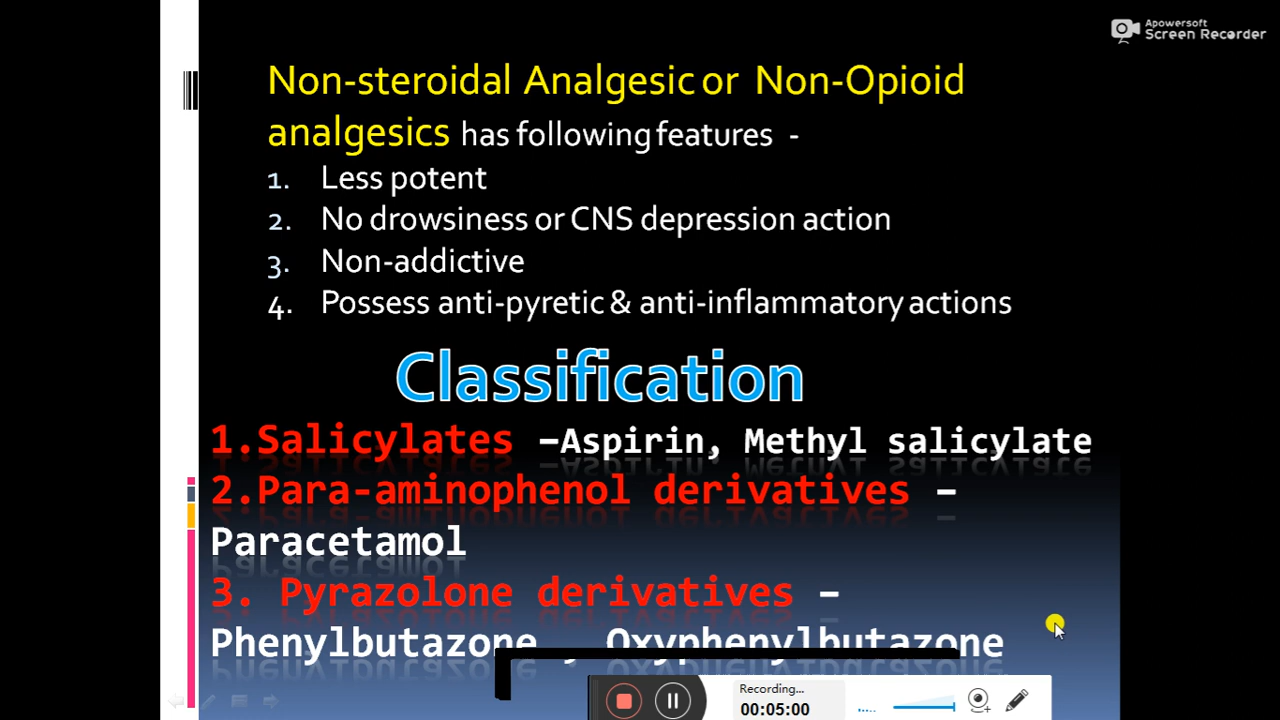 Apowersoft
Screen Recorder
Non-steroidal Analgesic or Non-Opioid
analgesics has following features -
1. Less potent
2. No drowsiness or CNS depression action
3. Non-addictive
4. Possess anti-pyretic & anti-inflammatory actions
Classification
1.Salicylates –Aspirin, Methyl salicylate
2.Para-aminophenol derivatives –
Paracetamol
3. Pyrazolone derivatives –
Phenylbutazone , Oxyphenylbutazone
Recording...
00:05:00